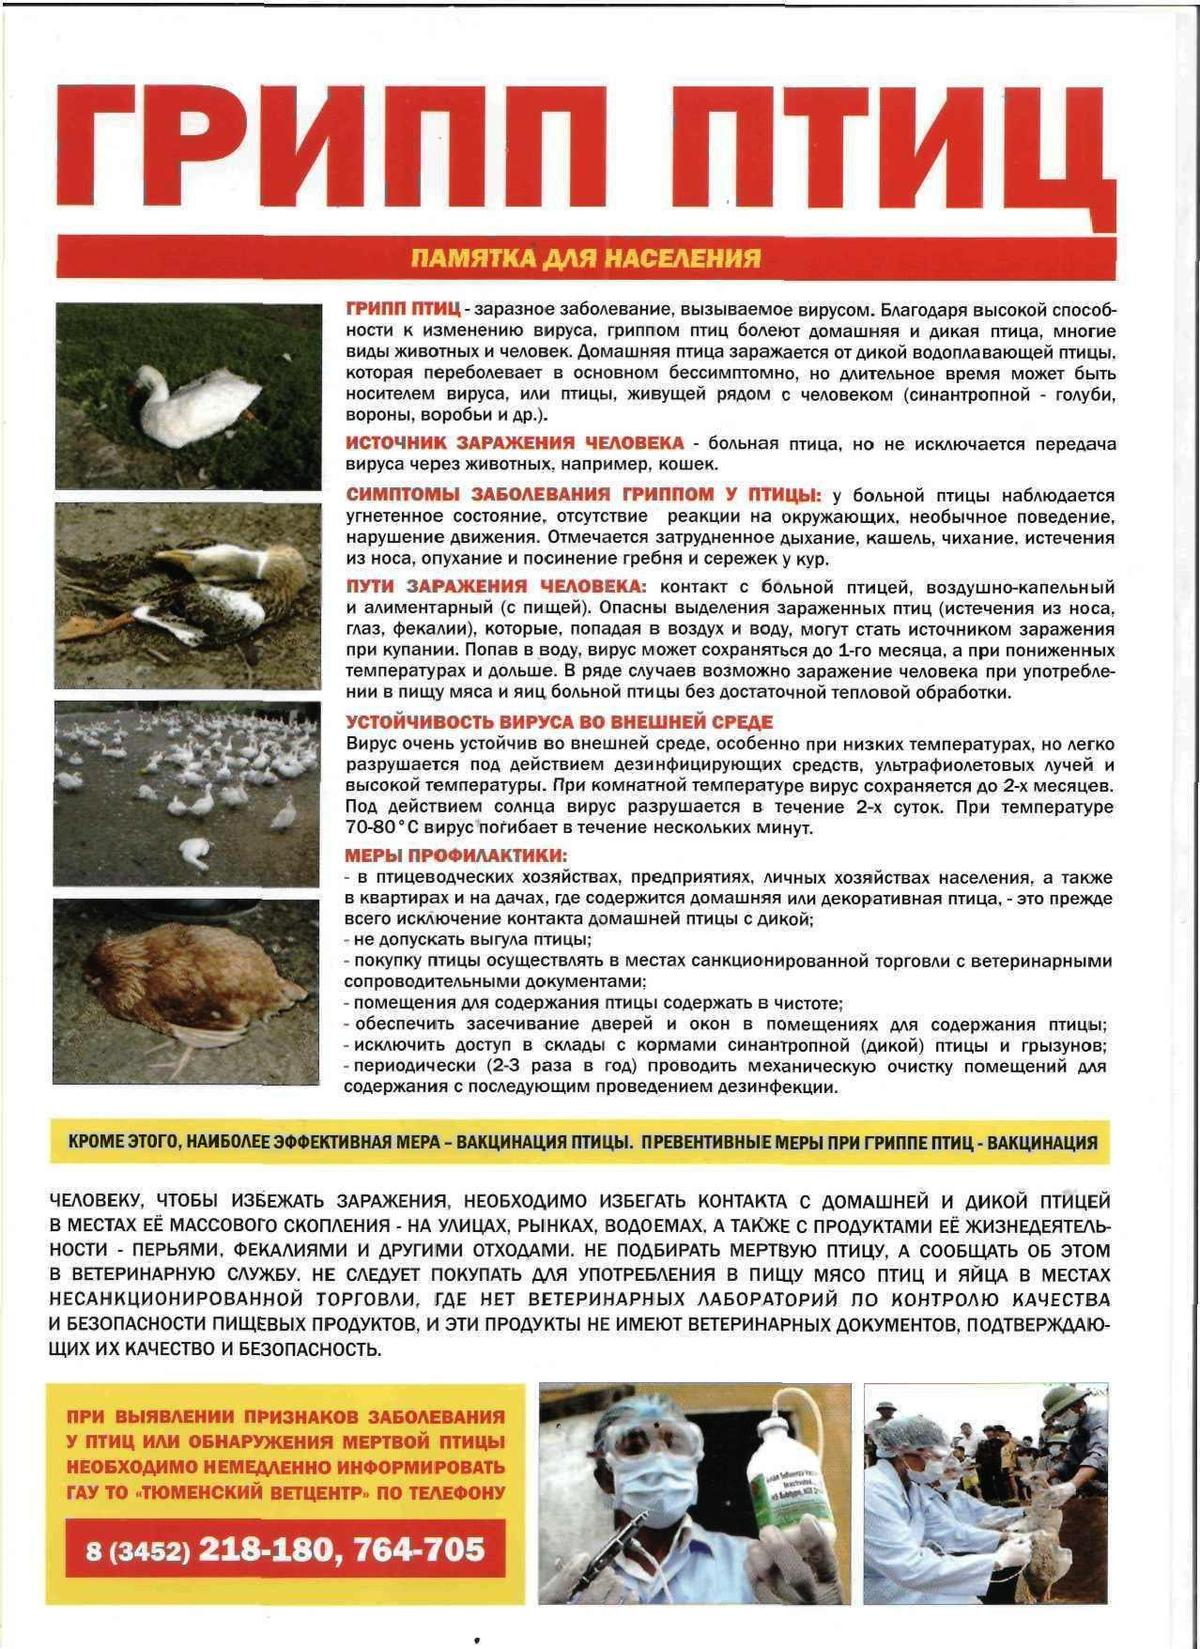 ГРИПП ПТИЦ
ПАМЯТКА ДЛЯ НАСЕЛЕНИЯ
ГРИПП ПТИЦ - заразное заболевание, вызываемое вирусом. Благодаря высокой способ-
ности к изменению вируса, гриппом птиц болеют домашняя и дикая птица, многие
виды животных и человек. Домашняя птица заражается от дикой водоплавающей птицы,
которая переболевает в основном бессимптомно, но длительное время может быть
носителем вируса, или птицы, живущей рядом с человеком (синантропной - голуби,
вороны, воробьи и др.).
ИСТОЧНИК ЗАРАЖЕНИЯ ЧЕЛОВЕКА - больная птица, но не исключается передача
вируса через животных, например, кошек.
СИМПТОМЫ ЗАБОЛЕВАНИЯ ГРИППОМ У ПТИЦЫ: у больной птицы наблюдается
угнетенное состояние, отсутствие реакции на окружающих, необычное поведение,
нарушение движения. Отмечается затрудненное дыхание, кашель, чихание, истечения
из носа, опухание и посинение гребня и сережек у кур.
ПУТИ ЗАРАЖЕНИЯ ЧЕЛОВЕКА: контакт с больной птицей, воздушно-капельный
и алиментарный (с пищей). Опасны выделения зараженных птиц (истечения из носа,
глаз, фекалии), которые, попадая в воздух и воду, могут стать источником заражения
при купании. Попав в воду, вирус может сохраняться до 1-го месяца, а при пониженных
температурах и дольше. В ряде случаев возможно заражение человека при употребле-
нии в пищу мяса и яиц больной птицы без достаточной тепловой обработки.
УСТОЙЧИВОСТЬ ВИРУСА ВО ВНЕШНЕЙ СРЕДЕ
Вирус очень устойчив во внешней среде, особенно при низких температурах, но легко
разрушается под действием дезинфицирующих средств, ультрафиолетовых лучей и
высокой температуры. При комнатной температуре вирус сохраняется до 2-х месяцев.
Под действием солнца вирус разрушается в течение 2-х суток. При температуре
70-80°С вирус погибает в течение нескольких минут.
МЕРЫ ПРОФИЛАКТИКИ:
- в птицеводческих хозяйствах, предприятиях, личных хозяйствах населения, а также
в квартирах и на дачах, где содержится домашняя или декоративная птица, - это прежде
всего исключение контакта домашней птицы с дикой;
- не допускать выгула птицы;
- покупку птицы осуществлять в местах санкционированной торговли с ветеринарными
сопроводительными документами;
- помещения для содержания птицы содержать в чистоте;
- обеспечить засечивание дверей и окон в помещениях для содержания птицы;
- исключить доступ в склады с кормами синантропной (дикой) птицы и грызунов;
- периодически (2-3 раза в год) проводить механическую очистку помещений для
содержания с последующим проведением дезинфекции.
КРОМЕ ЭТОГО, НАИБОЛЕЕ ЭФФЕКТИВНАЯ МЕРА – ВАКЦИНАЦИЯ ПТИЦЫ. ПРЕВЕНТИВНЫЕ МЕРЫ ПРИ ГРИППЕ ПТИЦ - ВАКЦИНАЦИЯ
ЧЕЛОВЕКУ, ЧТОБЫ ИЗБЕЖАТЬ ЗАРАЖЕНИЯ, НЕОБХОДИМО ИЗБЕГАТЬ КОНТАКТА С ДОМАШНЕЙ И ДИКОЙ ПТИЦЕЙ
В МЕСТАХ ЕЁ МАССОВОГО СКОПЛЕНИЯ - НА УЛИЦАХ, РЫНКАХ, ВОДОЕМАХ, А ТАКЖЕ С ПРОДУКТАМИ ЕЁ ЖИЗНЕДЕЯТЕЛЬ-
НОСТИ - ПЕРЬЯМИ, ФЕКАЛИЯМИ И ДРУГИМИ ОТХОДАМИ. НЕ ПОДБИРАТЬ МЕРТВУЮ ПТИЦУ, А СООБЩАТЬ ОБ ЭТОМ
В ВЕТЕРИНАРНУЮ СЛУЖБУ. НЕ СЛЕДУЕТ ПОКУПАТЬ ДЛЯ УПОТРЕБЛЕНИЯ В ПИЩУ МЯСО ПТИЦ И ЯЙЦА В МЕСТАХ
НЕСАНКЦИОНИРОВАННОЙ ТОРГОВЛИ, ГДЕ НЕТ ВЕТЕРИНАРНЫХ ЛАБОРАТОРИЙ ПО КОНТРОЛЮ КАЧЕСТВА
И БЕЗОПАСНОСТИ ПИЩЕВЫХ ПРОДУКТОВ, И ЭТИ ПРОДУКТЫ НЕ ИМЕЮТ ВЕТЕРИНАРНЫХ ДОКУМЕНТОВ, ПОДТВЕРЖДАЮ-
ЩИХ ИХ КАЧЕСТВО И БЕЗОПАСНОСТЬ.
ПРИ ВЫЯВЛЕНИИ ПРИЗНАКОВ ЗАБОЛЕВАНИЯ
У ПТИЦ ИЛИ ОБНАРУЖЕНИЯ МЕРТВОЙ ПТИЦЫ
НЕОБХОДИМО НЕМЕДЛЕННО ИНФОРМИРОВАТЬ
ГАУ ТО «ТЮМЕНСКИЙ ВЕТЦЕНТР» ПО ТЕЛЕФОНУ
8 (3452) 218-180, 764-705